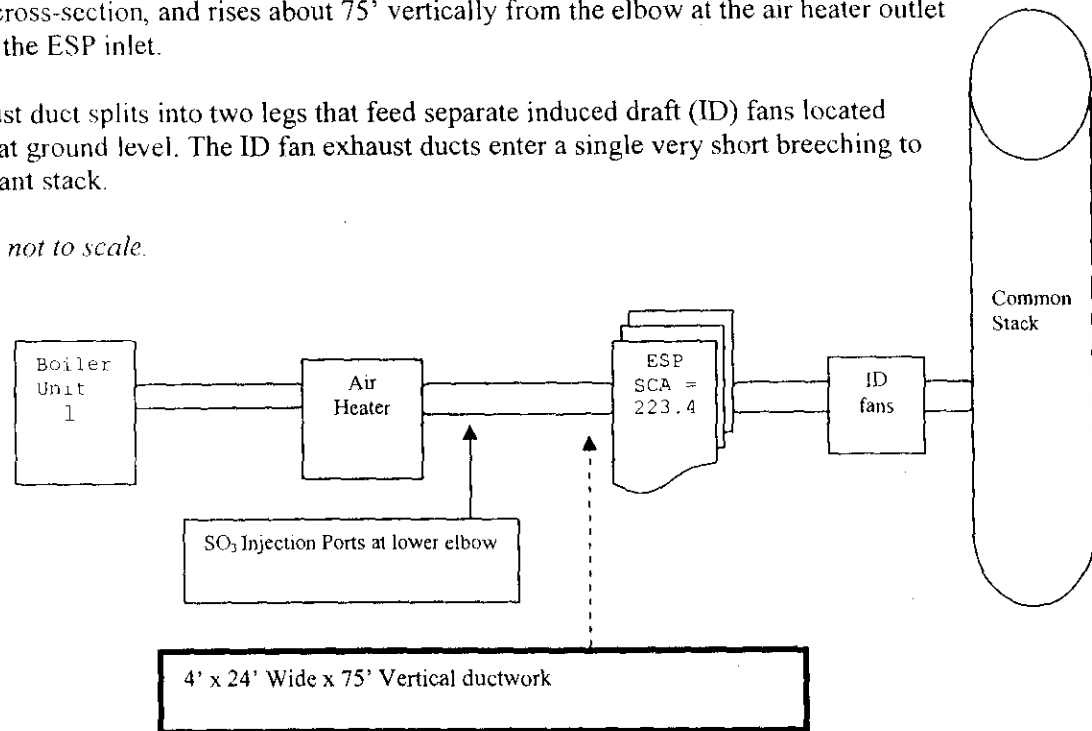 cross-section, and rises about 75' vertically from the elbow at the air heater outlet
the ESP inlet.
ust duct splits into two legs that feed separate induced draft (ID) fans located
at ground level. The ID fan exhaust ducts enter a single very short breeching to
ant stack.
not to scale.
Common
Stack
Boiler
Unit
1
Air
Heater
ESP
SCA =
223.4
ID
fans
SO₃ Injection Ports at lower elbow
4' x 24' Wide x 75' Vertical ductwork